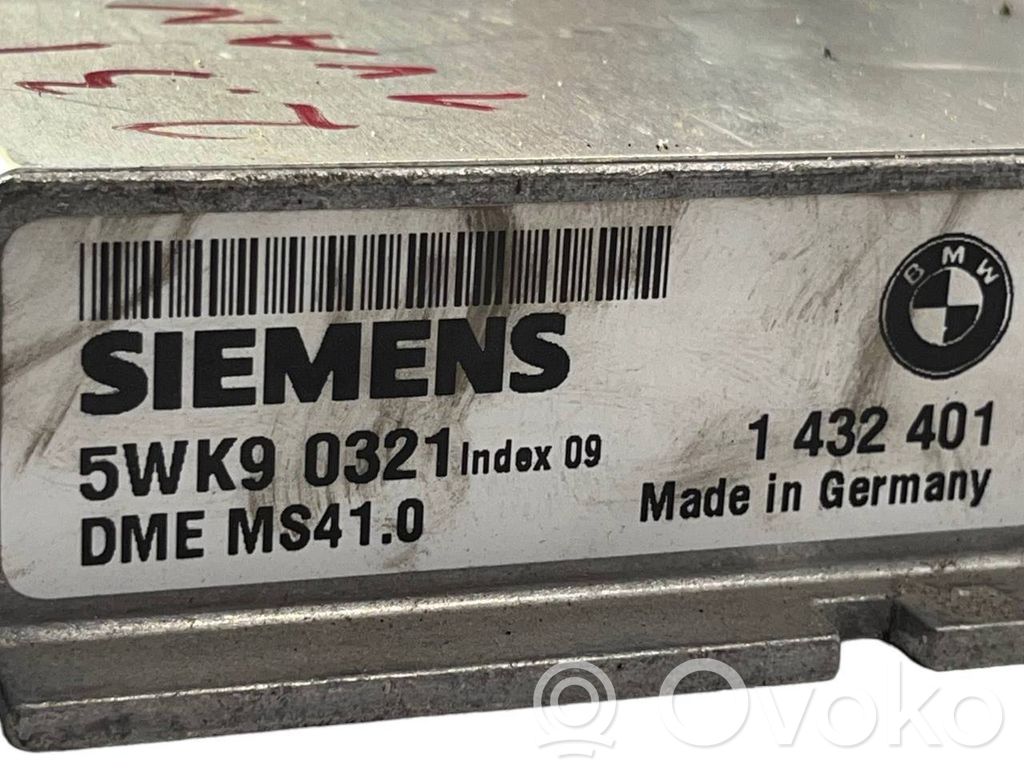 SIEMENS
5WK9 0321 Index 09
DME MS41.0
BMW
1 432 401
Made in Germany
Ovoko